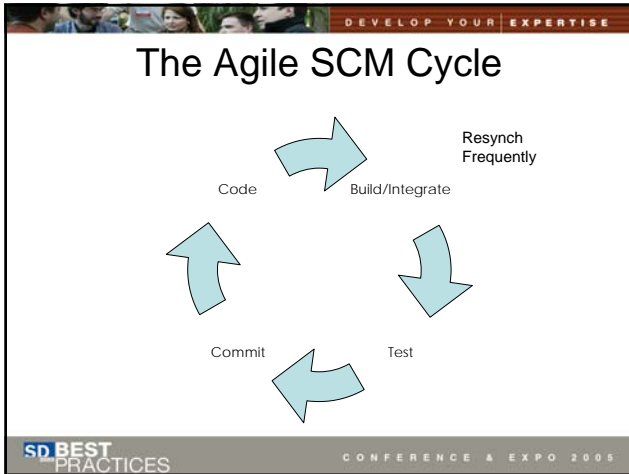 DEVELOP YOUR EXPERTISE
The Agile SCM Cycle
Resynch
Frequently
Code
Build/Integrate
Commit
Test
SD BEST
PRACTICES
CONFERENCE & EXPO 2005